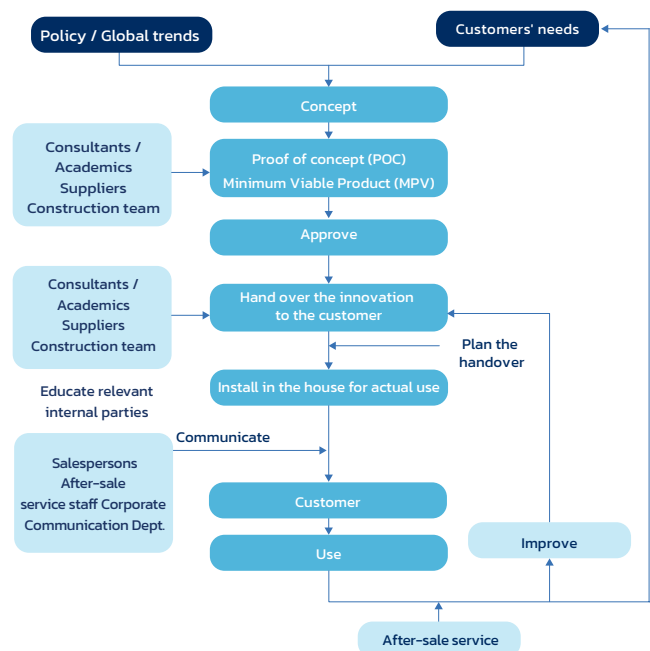 Policy / Global trends
Customers' needs
Concept
Consultants /
Academics
Suppliers
Construction team
Proof of concept (POC)
Minimum Viable Product (MPV)
Approve
Consultants /
Academics
Suppliers
Construction team
Hand over the innovation
to the customer
Plan the
handover
Install in the house for actual use
Educate relevant
internal parties
Communicate
Salespersons
After-sale
service staff Corporate
Communication Dept.
Customer
Use
Improve
After-sale service